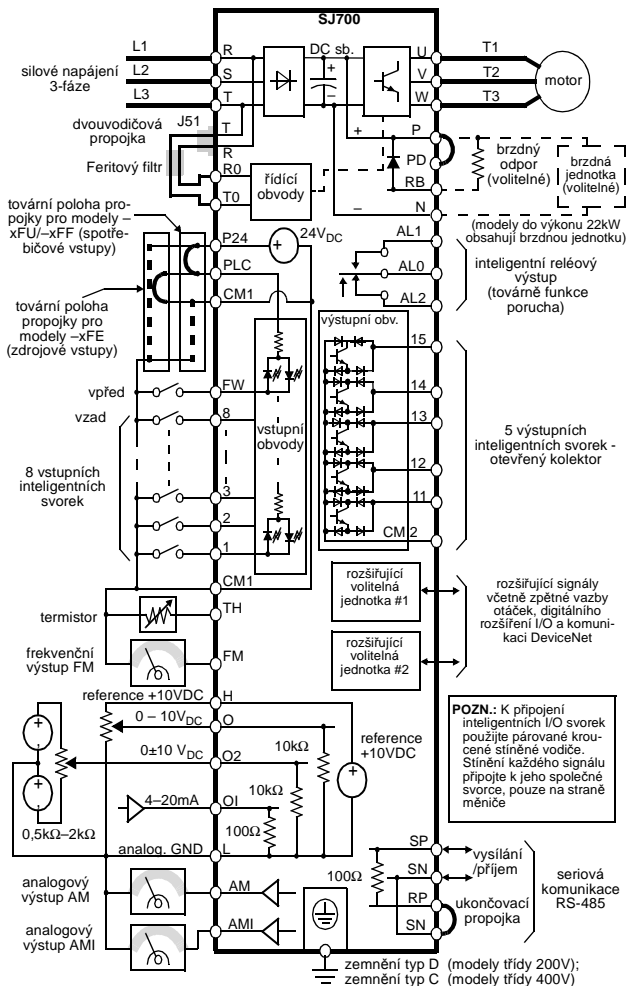 SJ700
L1
L2
L3
silové napájení
3-fáze
R
S
T
DC sb.
+
–
U
V
W
T1
T2
T3
motor
J51
dvouvodičová
propojka
T
R
Feritový filtr
R0
T0
řídící
obvody
+
P
PD
RB
–
N
brzdný
odpor
(volitelné)
brzdná
jednotka
(volitelné)
(modely do výkonu 22kW
obsahují brzdnou jednotku)
tovární poloha pro-
pojky pro modely –
xFU/–xFF (spotře-
bičové vstupy)
tovární poloha
propojky pro
modely –xFE
(zdrojové vstupy)
P24
+
24VDC
PLC
CM1
AL1
AL0
AL2
inteligentní reléový
výstup
(továrně funkce
porucha)
výstupní obv.
15
14
13
12
11
CM2
5 výstupních
inteligentních svorek -
otevřený kolektor
vpřed
vzad
FW
8
vstupní
obvody
8 vstupních
inteligentních
svorek
3
2
1
CM1
termistor
TH
frekvenční
výstup FM
FM
rozšiřující
volitelná
jednotka #1
rozšiřující
volitelná
jednotka #2
rozšiřující signály
včetně zpětné vazby
otáček, digitálního
rozšíření I/O a komuni-
kaci DeviceNet
reference +10VDC
H
0 – 10VDC
O
0±10 VDC
O2
+
+
0,5kΩ–2kΩ
4–20mA
OI
10kΩ
10kΩ
100Ω
reference
+10VDC
+
analog. GND
L
POZN.: K připojení
inteligentních I/O svorek
použijte párované krou-
cené stíněné vodiče.
Stínění každého signálu
připojte k jeho společné
svorce, pouze na straně
měniče
analogový
výstup AM
AM
analogový
výstup AMI
AMI
100Ω
SP
SN
RP
SN
vysílání
/příjem
ukončovací
propojka
seriová
komunikace
RS-485
zemnění typ D (modely třídy 200V);
zemnění typ C (modely třídy 400V)